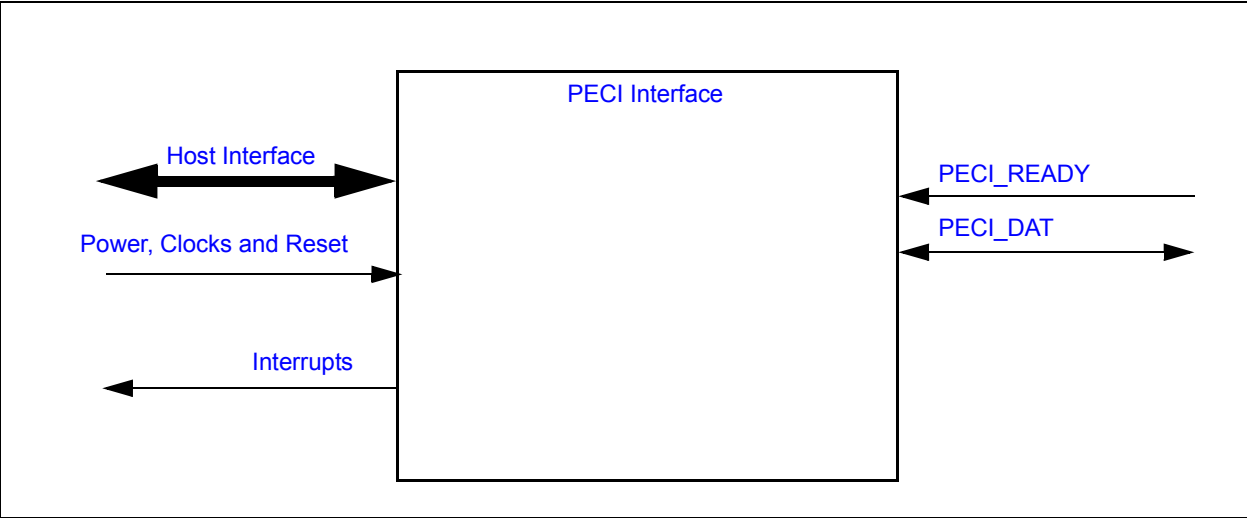 PECI Interface
Host Interface
PECI_READY
PECI_DAT
Power, Clocks and Reset
Interrupts